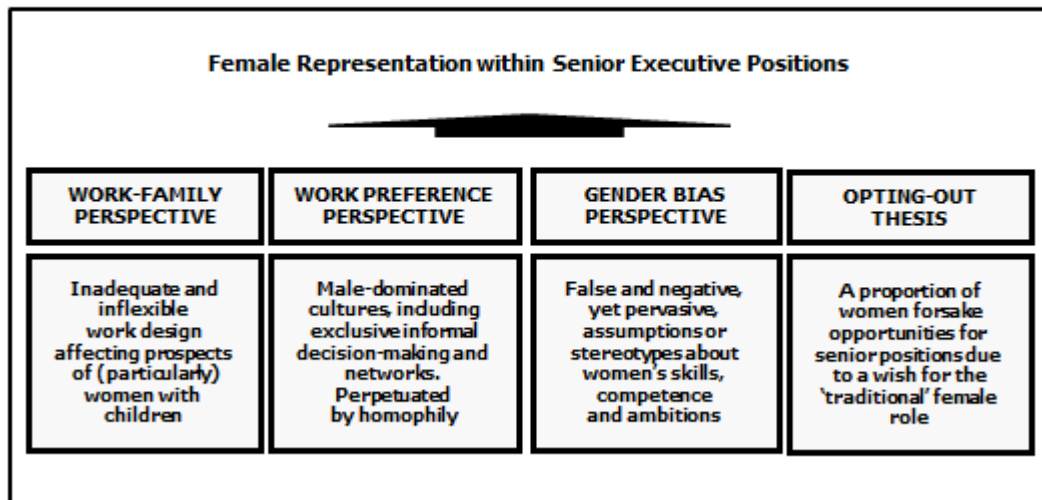 Female Representation within Senior Executive Positions
WORK-FAMILY
PERSPECTIVE
WORK PREFERENCE
PERSPECTIVE
GENDER BIAS
PERSPECTIVE
OPTING-OUT
THESIS
Inadequate and
inflexible
work design
affecting prospects
of (particularly)
women with
children
Male-dominated
cultures, including
exclusive informal
decision-making and
networks.
Perpetuated
by homophily
False and negative,
yet pervasive,
assumptions or
stereotypes about
women's skills,
competence
and ambitions
A proportion of
women forsake
opportunities for
senior positions due
to a wish for the
'traditional' female
role